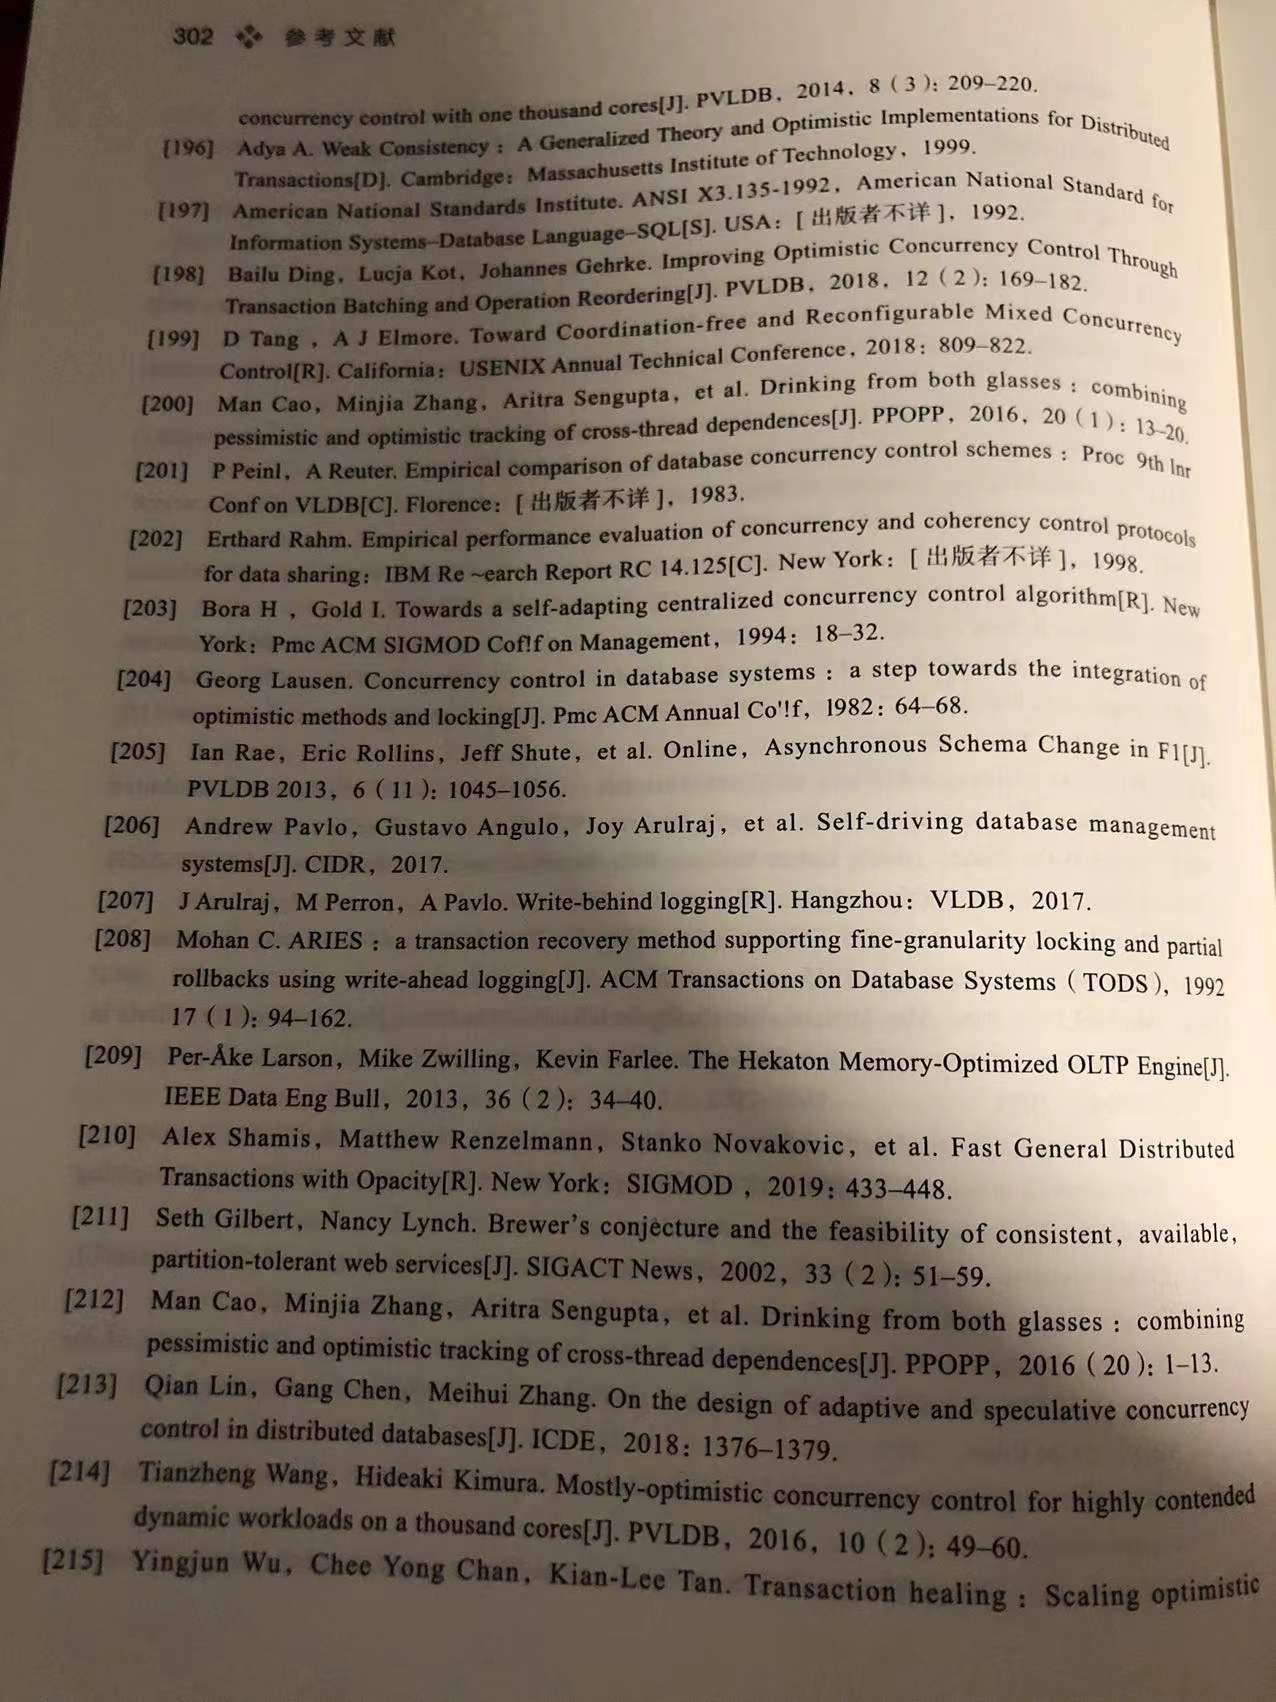 302 参考文献
concurrency control with one thousand cores[J]. PVLDB，2014，8（3）：209–220.
[196] Adya A. Weak Consistency：A Generalized Theory and Optimistic Implementations for Distributed
Transactions[D]. Cambridge：Massachusetts Institute of Technology，1999.
[197] American National Standards Institute. ANSI X3.135-1992，American National Standard for
Information Systems–Database Language–SQL[S]. USA：[出版者不详]，1992.
[198] Bailu Ding，Lucja Kot，Johannes Gehrke. Improving Optimistic Concurrency Control Through
Transaction Batching and Operation Reordering[J]. PVLDB，2018，12（2）：169–182.
[199] D Tang ，A J Elmore. Toward Coordination-free and Reconfigurable Mixed Concurrency
Control[R]. California：USENIX Annual Technical Conference，2018：809–822.
[200] Man Cao，Minjia Zhang，Aritra Sengupta，et al. Drinking from both glasses：combining
pessimistic and optimistic tracking of cross-thread dependences[J]. PPOPP，2016，20（1）：13–20.
[201] P Peinl，A Reuter. Empirical comparison of database concurrency control schemes：Proc 9th lnr
Conf on VLDB[C]. Florence：[出版者不详]，1983.
[202] Erthard Rahm. Empirical performance evaluation of concurrency and coherency control protocols
for data sharing：IBM Re ~earch Report RC 14.125[C]. New York：[出版者不详]，1998.
[203] Bora H ，Gold I. Towards a self-adapting centralized concurrency control algorithm[R]. New
York：Pmc ACM SIGMOD Cof!f on Management，1994：18–32.
[204] Georg Lausen. Concurrency control in database systems：a step towards the integration of
optimistic methods and locking[J]. Pmc ACM Annual Co'!f，1982：64–68.
[205] Ian Rae，Eric Rollins，Jeff Shute，et al. Online，Asynchronous Schema Change in F1[J].
PVLDB 2013，6（11）：1045–1056.
[206] Andrew Pavlo，Gustavo Angulo，Joy Arulraj，et al. Self-driving database management
systems[J]. CIDR，2017.
[207] J Arulraj，M Perron，A Pavlo. Write-behind logging[R]. Hangzhou：VLDB，2017.
[208] Mohan C. ARIES：a transaction recovery method supporting fine-granularity locking and partial
rollbacks using write-ahead logging[J]. ACM Transactions on Database Systems（TODS），1992
17（1）：94–162.
[209] Per-Åke Larson，Mike Zwilling，Kevin Farlee. The Hekaton Memory-Optimized OLTP Engine[J].
IEEE Data Eng Bull，2013，36（2）：34–40.
[210] Alex Shamis，Matthew Renzelmann，Stanko Novakovic，et al. Fast General Distributed
Transactions with Opacity[R]. New York：SIGMOD ，2019：433–448.
[211] Seth Gilbert，Nancy Lynch. Brewer's conjecture and the feasibility of consistent，available，
partition-tolerant web services[J]. SIGACT News，2002，33（2）：51–59.
[212] Man Cao，Minjia Zhang，Aritra Sengupta，et al. Drinking from both glasses：combining
pessimistic and optimistic tracking of cross-thread dependences[J]. PPOPP，2016（20）：1–13.
[213] Qian Lin，Gang Chen，Meihui Zhang. On the design of adaptive and speculative concurrency
control in distributed databases[J]. ICDE，2018：1376–1379.
[214] Tianzheng Wang，Hideaki Kimura. Mostly-optimistic concurrency control for highly contended
dynamic workloads on a thousand cores[J]. PVLDB，2016，10（2）：49–60.
[215] Yingjun Wu，Chee Yong Chan，Kian-Lee Tan. Transaction healing：Scaling optimistic